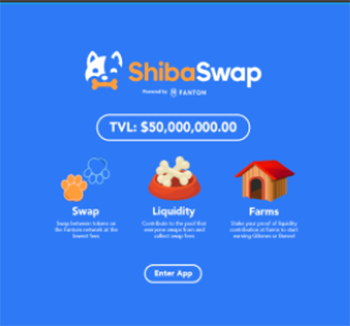 ShibaSwap
Powered by FANTOM
TVL: $50,000,000.00
Swap
Liquidity
Farms
Swap between tokens on
the Fantom network at the
lowest fees
Contribute to the pool that
everyone swaps from and
collect swap fees
Stake your proof of liquidity
contribution at Farms to start
earning
Enter App